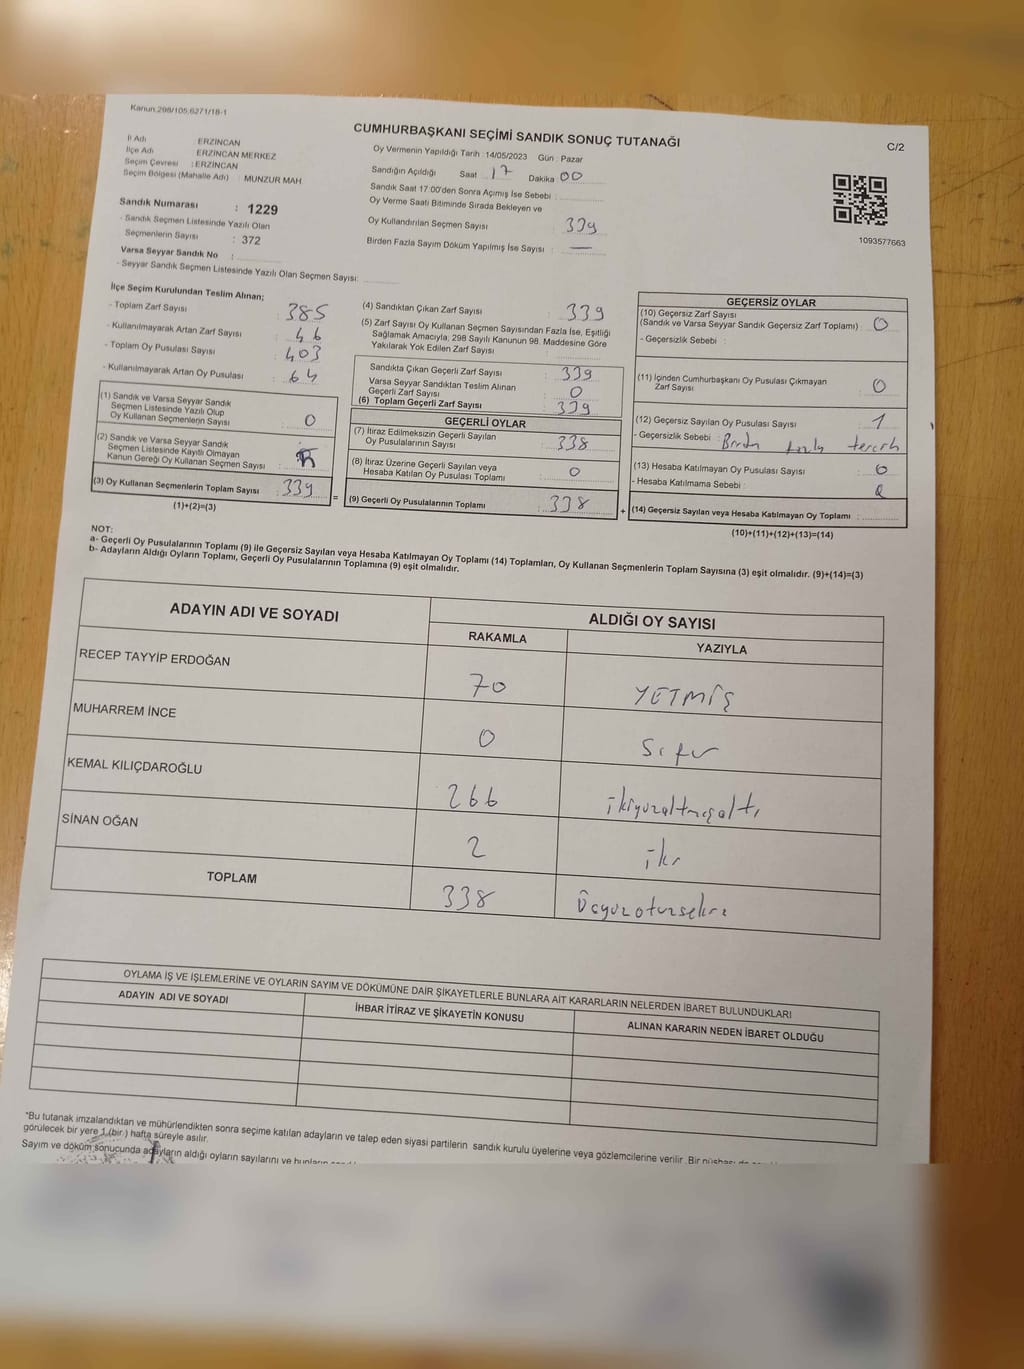 Kanun:298/105,6271/18-1
CUMHURBAŞKANI SEÇİMİ SANDIK SONUÇ TUTANAĞI
C/2
İl Adı : ERZİNCAN
İlçe Adı : ERZİNCAN MERKEZ
Seçim Çevresi : ERZİNCAN
Seçim Bölgesi (Mahalle Adı) : MUNZUR MAH.
Sandık Numarası : 1229
- Sandık Seçmen Listesinde Yazılı Olan
Seçmenlerin Sayısı : 372
Varsa Seyyar Sandık No :
- Seyyar Sandık Seçmen Listesinde Yazılı Olan Seçmen Sayısı:
Oy Vermenin Yapıldığı Tarih : 14/05/2023 Gün : Pazar
Sandığın Açıldığı Saat 17 Dakika 00
Sandık Saat 17:00'den Sonra Açımış İse Sebebi :
Oy Verme Saati Bitiminde Sırada Bekleyen ve
Oy Kullandırılan Seçmen Sayısı : 339
Birden Fazla Sayım Döküm Yapılmış İse Sayısı : —
1093577663
İlçe Seçim Kurulundan Teslim Alınan;
- Toplam Zarf Sayısı : 385
- Kullanılmayarak Artan Zarf Sayısı : 46
- Toplam Oy Pusulası Sayısı : 403
- Kullanılmayarak Artan Oy Pusulası : 64
(1) Sandık ve Varsa Seyyar Sandık
Seçmen Listesinde Yazılı Olup
Oy Kullanan Seçmenlerin Sayısı : 0
(2) Sandık ve Varsa Seyyar Sandık
Seçmen Listesinde Kayıtlı Olmayan
Kanun Gereği Oy Kullanan Seçmen Sayısı :
(3) Oy Kullanan Seçmenlerin Toplam Sayısı : 339
(1)+(2)=(3)
(4) Sandıktan Çıkan Zarf Sayısı : 339
(5) Zarf Sayısı Oy Kullanan Seçmen Sayısından Fazla İse, Eşitliği
Sağlamak Amacıyla; 298 Sayılı Kanunun 98. Maddesine Göre
Yakılarak Yok Edilen Zarf Sayısı :
Sandıkta Çıkan Geçerli Zarf Sayısı : 339
Varsa Seyyar Sandıktan Teslim Alınan
Geçerli Zarf Sayısı : 0
(6) Toplam Geçerli Zarf Sayısı : 339
GEÇERLİ OYLAR
(7) İtiraz Edilmeksizin Geçerli Sayılan
Oy Pusulalarının Sayısı : 338
(8) İtiraz Üzerine Geçerli Sayılan veya
Hesaba Katılan Oy Pusulası Toplamı : 0
= (9) Geçerli Oy Pusulalarının Toplamı : 338
GEÇERSİZ OYLAR
(10) Geçersiz Zarf Sayısı
(Sandık ve Varsa Seyyar Sandık Geçersiz Zarf Toplamı) : 0
- Geçersizlik Sebebi :
(11) İçinden Cumhurbaşkanı Oy Pusulası Çıkmayan
Zarf Sayısı : 0
(12) Geçersiz Sayılan Oy Pusulası Sayısı : 1
- Geçersizlik Sebebi : Birden fazla tercih
(13) Hesaba Katılmayan Oy Pusulası Sayısı : 0
- Hesaba Katılmama Sebebi :
+ (14) Geçersiz Sayılan veya Hesaba Katılmayan Oy Toplamı :
(10)+(11)+(12)+(13)=(14)
NOT:
a- Geçerli Oy Pusulalarının Toplamı (9) ile Geçersiz Sayılan veya Hesaba Katılmayan Oy Toplamı (14) Toplamları, Oy Kullanan Seçmenlerin Toplam Sayısına (3) eşit olmalıdır. (9)+(14)=(3)
b- Adayların Aldığı Oyların Toplamı, Geçerli Oy Pusulalarının Toplamına (9) eşit olmalıdır.
ADAYIN ADI VE SOYADI
ALDIĞI OY SAYISI
RAKAMLA YAZIYLA
RECEP TAYYİP ERDOĞAN 70 YETMİŞ
MUHARREM İNCE 0 Sıfır
KEMAL KILIÇDAROĞLU 266 ikiyüzaltmışaltı
SİNAN OĞAN 2 iki
TOPLAM 338 Üçyüzotuzsekiz
OYLAMA İŞ VE İŞLEMLERİNE VE OYLARIN SAYIM VE DÖKÜMÜNE DAİR ŞİKAYETLERLE BUNLARA AİT KARARLARIN NELERDEN İBARET BULUNDUKLARI
ADAYIN ADI VE SOYADI İHBAR İTİRAZ VE ŞİKAYETİN KONUSU ALINAN KARARIN NEDEN İBARET OLDUĞU
*Bu tutanak imzalandıktan ve mühürlendikten sonra seçime katılan adayların ve talep eden siyasi partilerin sandık kurulu üyelerine veya gözlemcilerine verilir. Bir nüshası
görülecek bir yere 1 (bir ) hafta süreyle asılır.
Sayım ve döküm sonucunda adayların aldığı oyların sayılarını ve